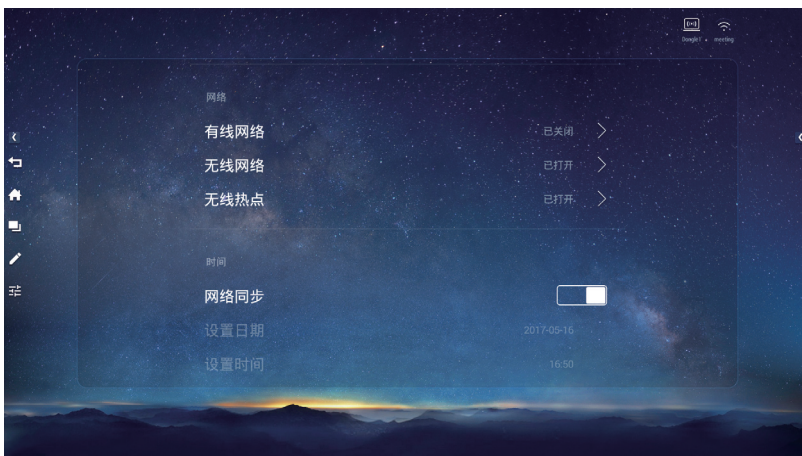 Dongle1 meeting
网络
有线网络 已关闭
无线网络 已打开
无线热点 已打开
时间
网络同步
设置日期 2017-05-16
设置时间 16:50